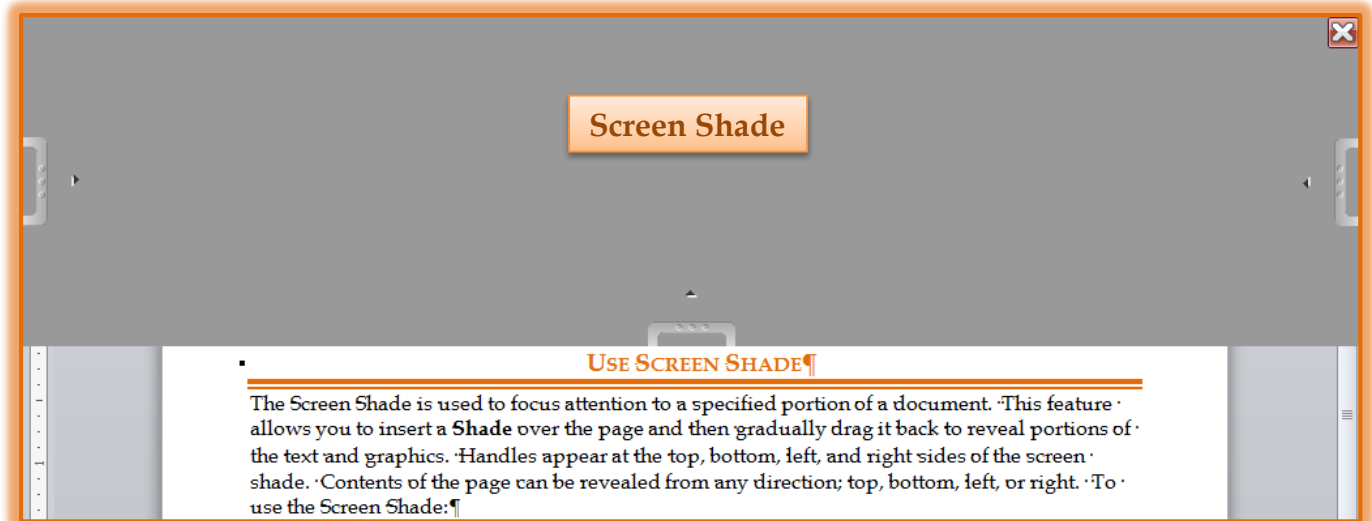 Screen Shade
USE SCREEN SHADE¶
The Screen Shade is used to focus attention to a specified portion of a document. This feature
allows you to insert a Shade over the page and then gradually drag it back to reveal portions of
the text and graphics. Handles appear at the top, bottom, left, and right sides of the screen
shade. Contents of the page can be revealed from any direction; top, bottom, left, or right. To
use the Screen Shade:¶
1